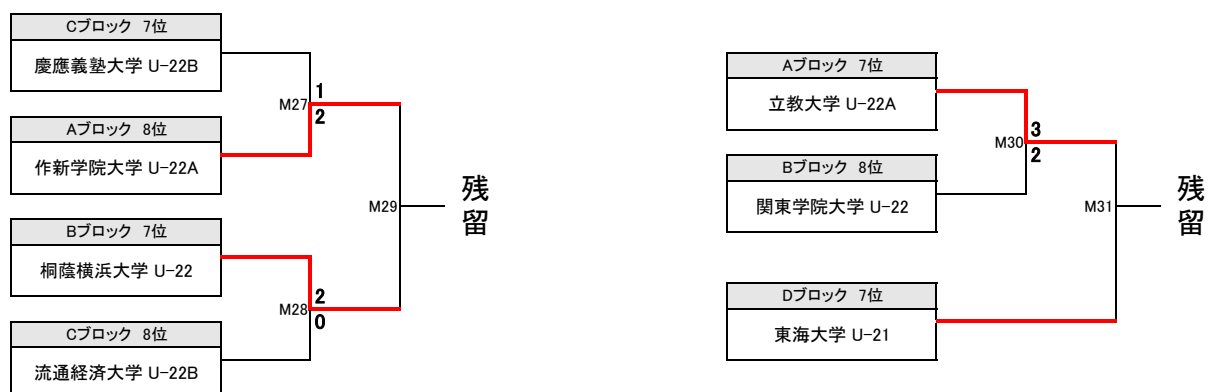 Cブロック 7位
慶應義塾大学 U-22B
M27
1
2
Aブロック 8位
作新学院大学 U-22A
M29
残留
Bブロック 7位
桐蔭横浜大学 U-22
M28
2
0
Cブロック 8位
流通経済大学 U-22B
Aブロック 7位
立教大学 U-22A
M30
3
2
Bブロック 8位
関東学院大学 U-22
M31
残留
Dブロック 7位
東海大学 U-21